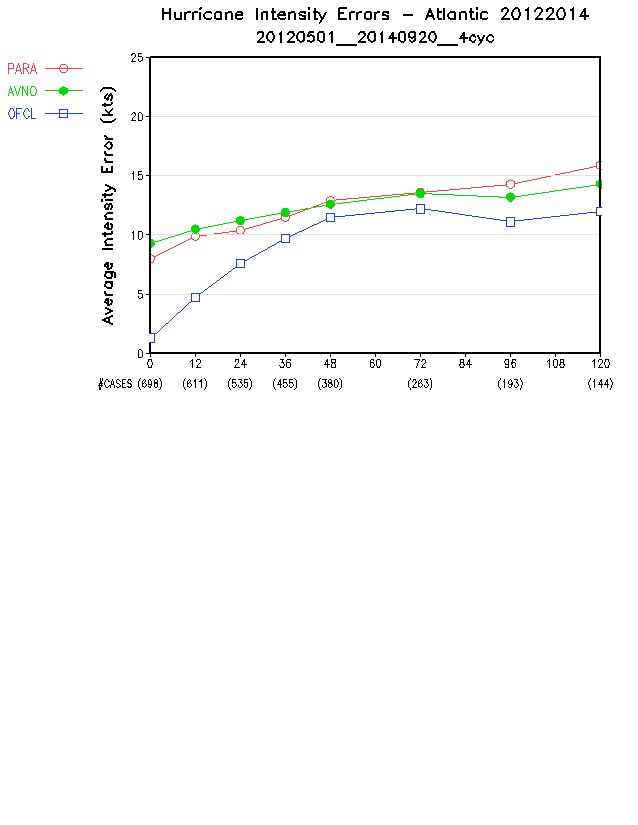 Hurricane Intensity Errors – Atlantic 20122014
20120501__20140920__4cyc
PARA
AVNO
OFCL
Average Intensity Error (kts)
25
20
15
10
5
0
0 12 24 36 48 60 72 84 96 108 120
#CASES (698) (611) (535) (455) (380) (263) (193) (144)